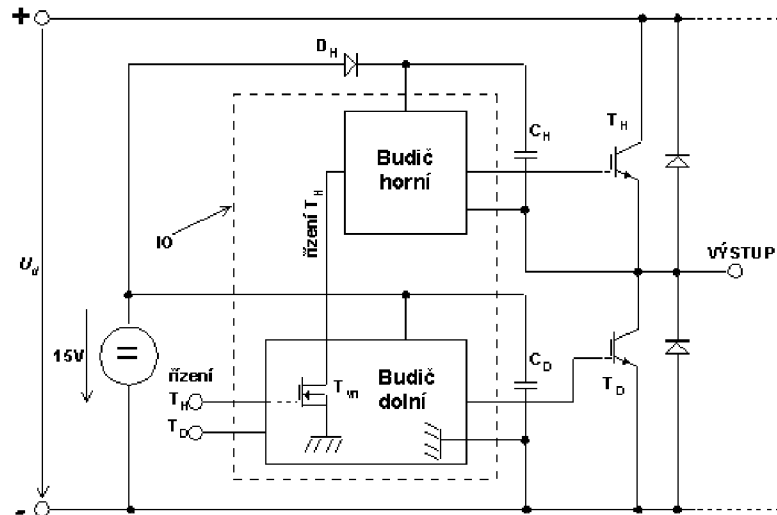 +
D H
C H
T H
Budič
horní
řízení T H
IO
U d
VÝSTUP
15V
=
řízení
T H
T D
T vn
Budič
dolní
C D
T D
-